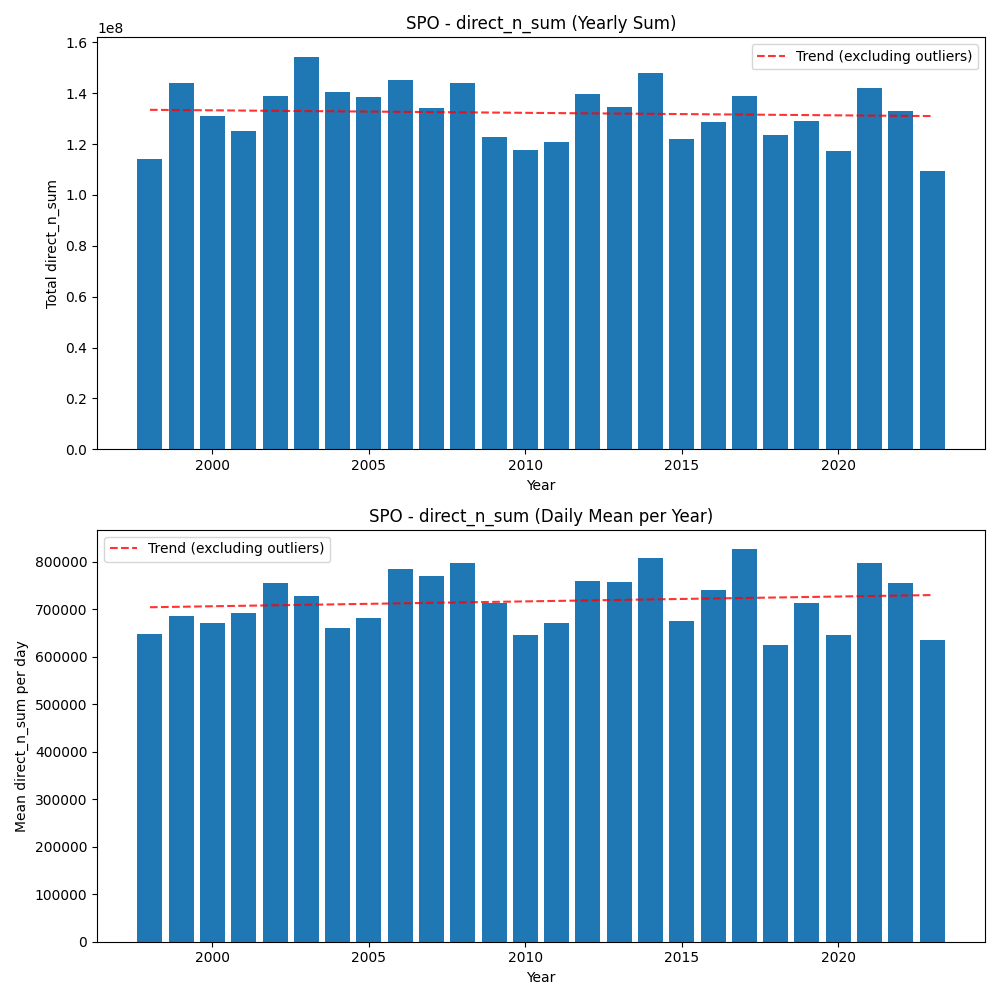 SPO - direct_n_sum (Yearly Sum)
1e8
1.6
1.4
1.2
1.0
0.8
0.6
0.4
0.2
0.0
Total direct_n_sum
Trend (excluding outliers)
2000 2005 2010 2015 2020
Year
SPO - direct_n_sum (Daily Mean per Year)
Trend (excluding outliers)
800000
700000
600000
500000
400000
300000
200000
100000
0
Mean direct_n_sum per day
2000 2005 2010 2015 2020
Year